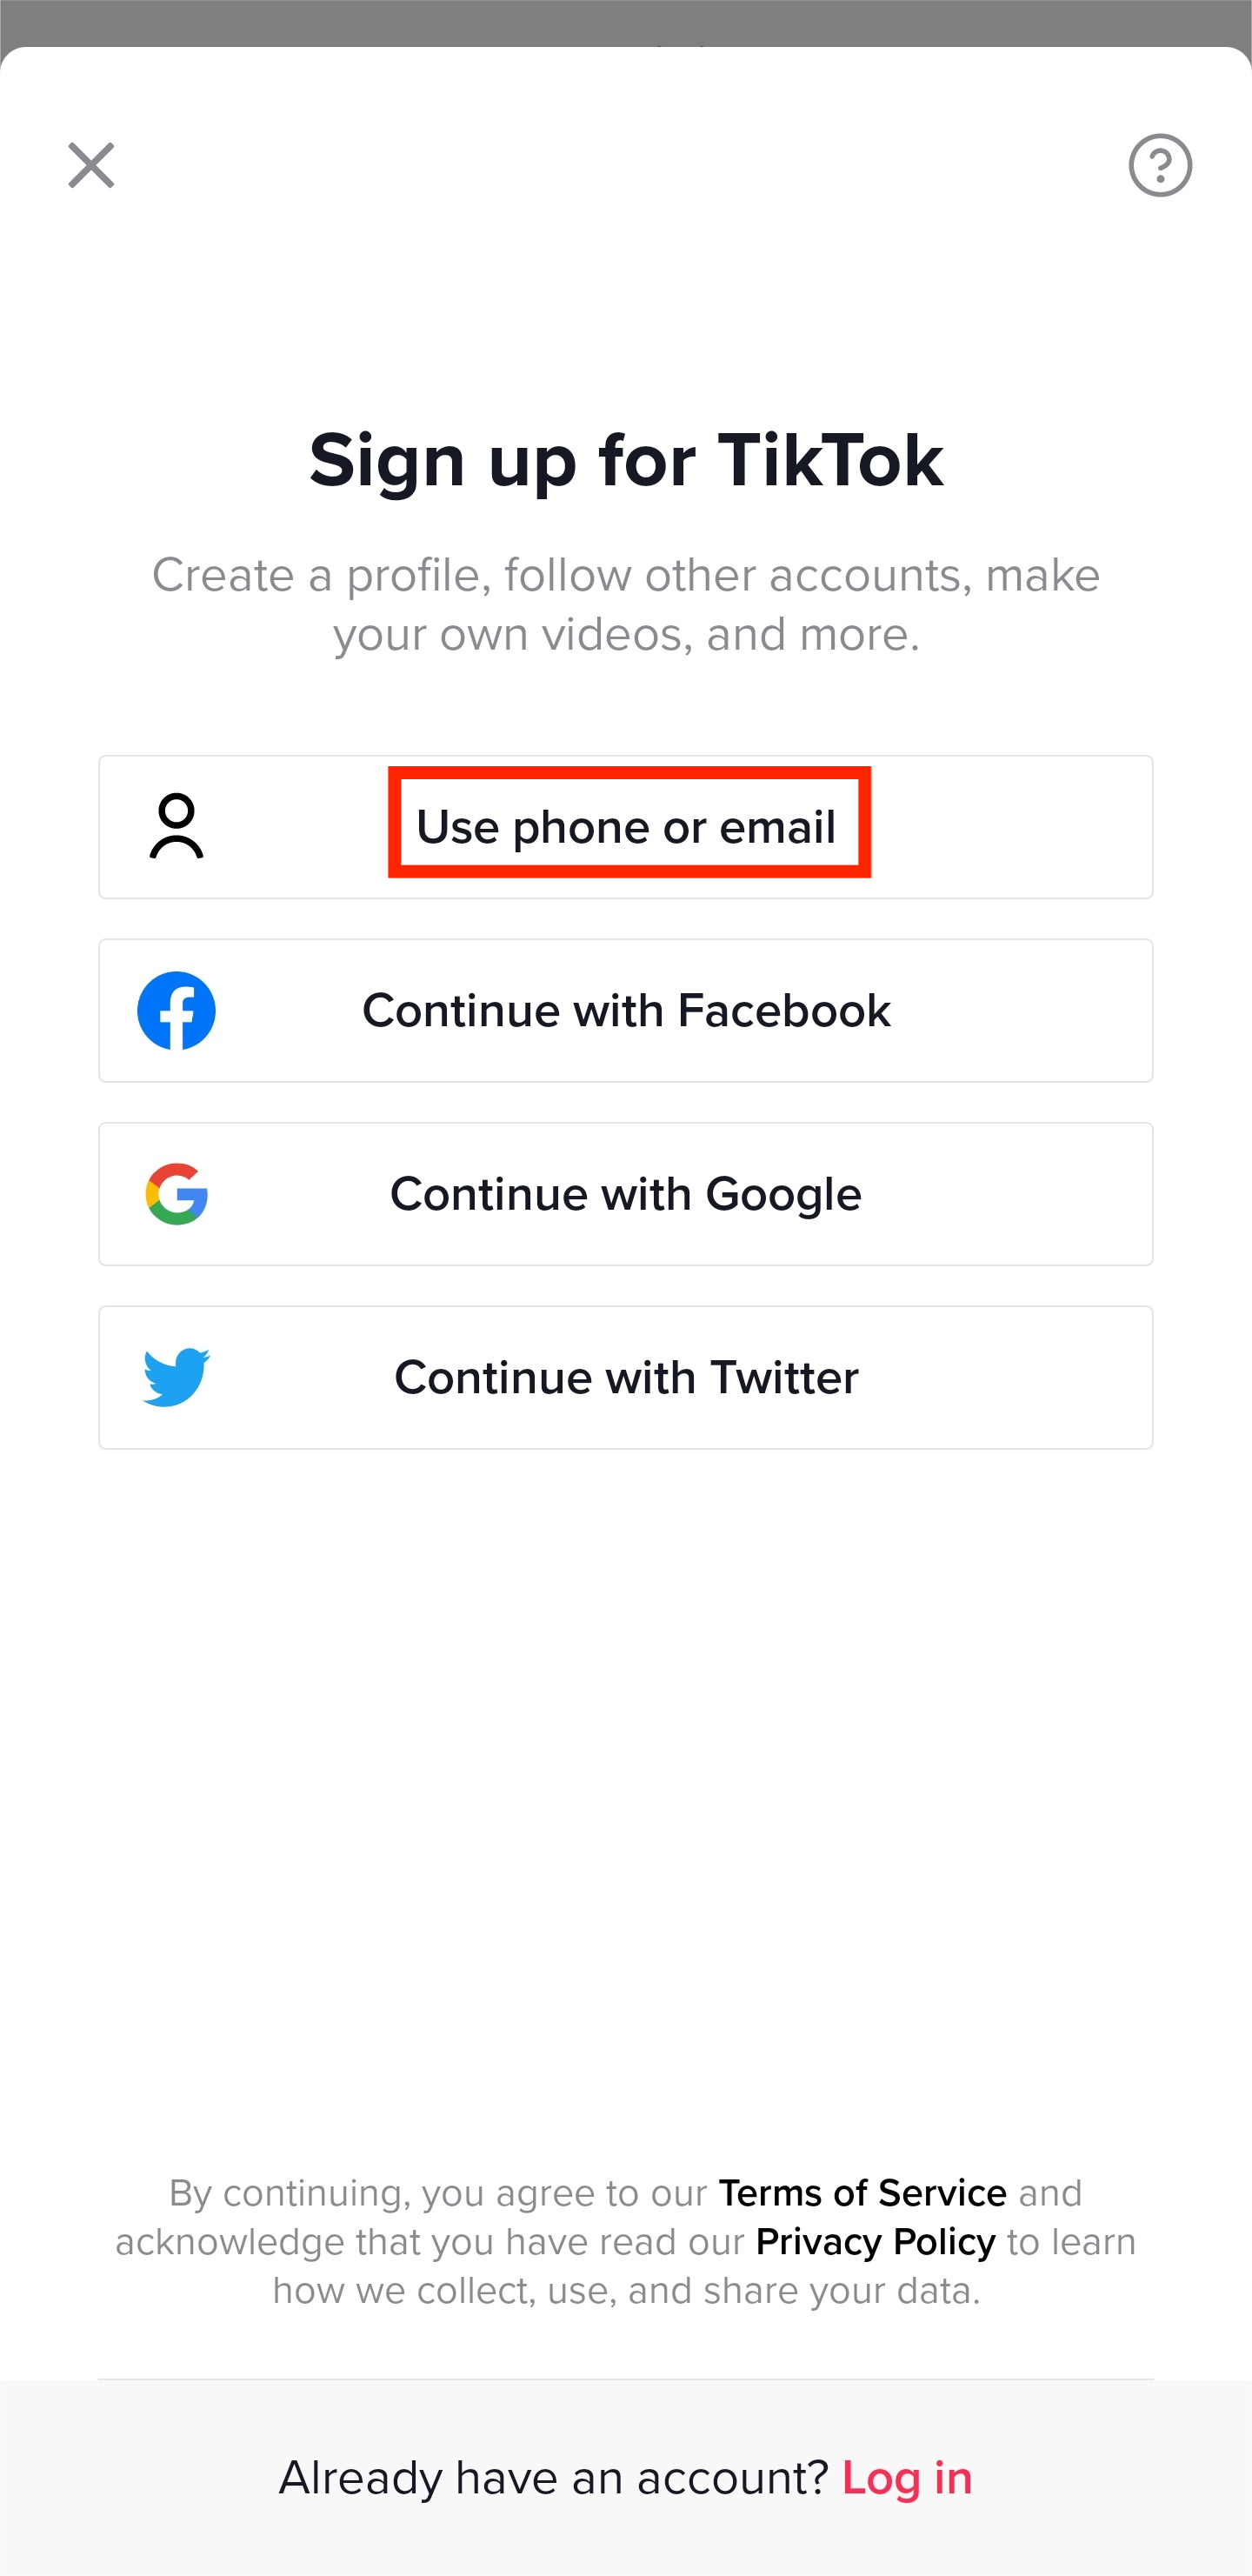 Sign up for TikTok
Create a profile, follow other accounts, make
your own videos, and more.
Use phone or email
Continue with Facebook
Continue with Google
Continue with Twitter
By continuing, you agree to our Terms of Service and
acknowledge that you have read our Privacy Policy to learn
how we collect, use, and share your data.
Already have an account? Log in